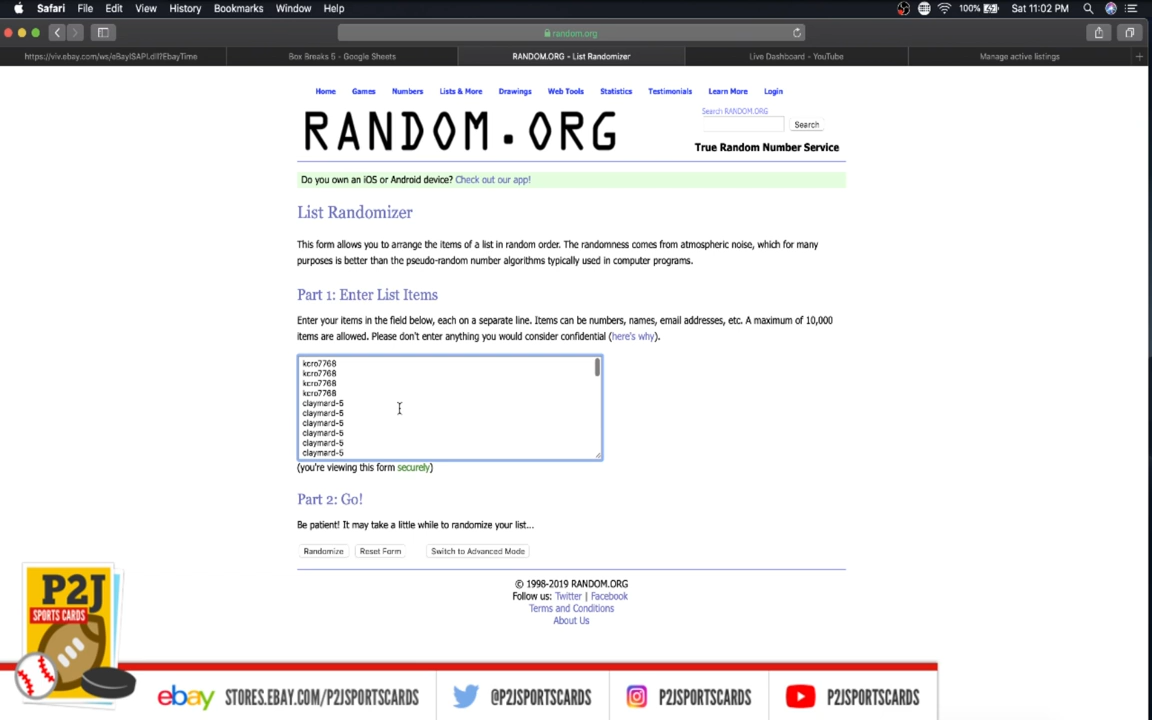 Safari File Edit View History Bookmarks Window Help 100% Sat 11:02 PM
random.org
https://viv.ebay.com/ws/eBayISAPI.dll?EbayTime Box Breaks 5 - Google Sheets RANDOM.ORG - List Randomizer Live Dashboard - YouTube Manage active listings
Home Games Numbers Lists & More Drawings Web Tools Statistics Testimonials Learn More Login
RANDOM.ORG
Search RANDOM.ORG
Search
True Random Number Service
Do you own an iOS or Android device? Check out our app!
List Randomizer
This form allows you to arrange the items of a list in random order. The randomness comes from atmospheric noise, which for many
purposes is better than the pseudo-random number algorithms typically used in computer programs.
Part 1: Enter List Items
Enter your items in the field below, each on a separate line. Items can be numbers, names, email addresses, etc. A maximum of 10,000
items are allowed. Please don't enter anything you would consider confidential (here's why).
kcro7768
kcro7768
kcro7768
kcro7768
claymard-5
claymard-5
claymard-5
claymard-5
claymard-5
claymard-5
(you're viewing this form securely)
Part 2: Go!
Be patient! It may take a little while to randomize your list...
Randomize Reset Form Switch to Advanced Mode
© 1998-2019 RANDOM.ORG
Follow us: Twitter | Facebook
Terms and Conditions
About Us
P2J
SPORTS CARDS
ebay STORES.EBAY.COM/P2JSPORTSCARDS @P2JSPORTSCARDS P2JSPORTSCARDS P2JSPORTSCARDS